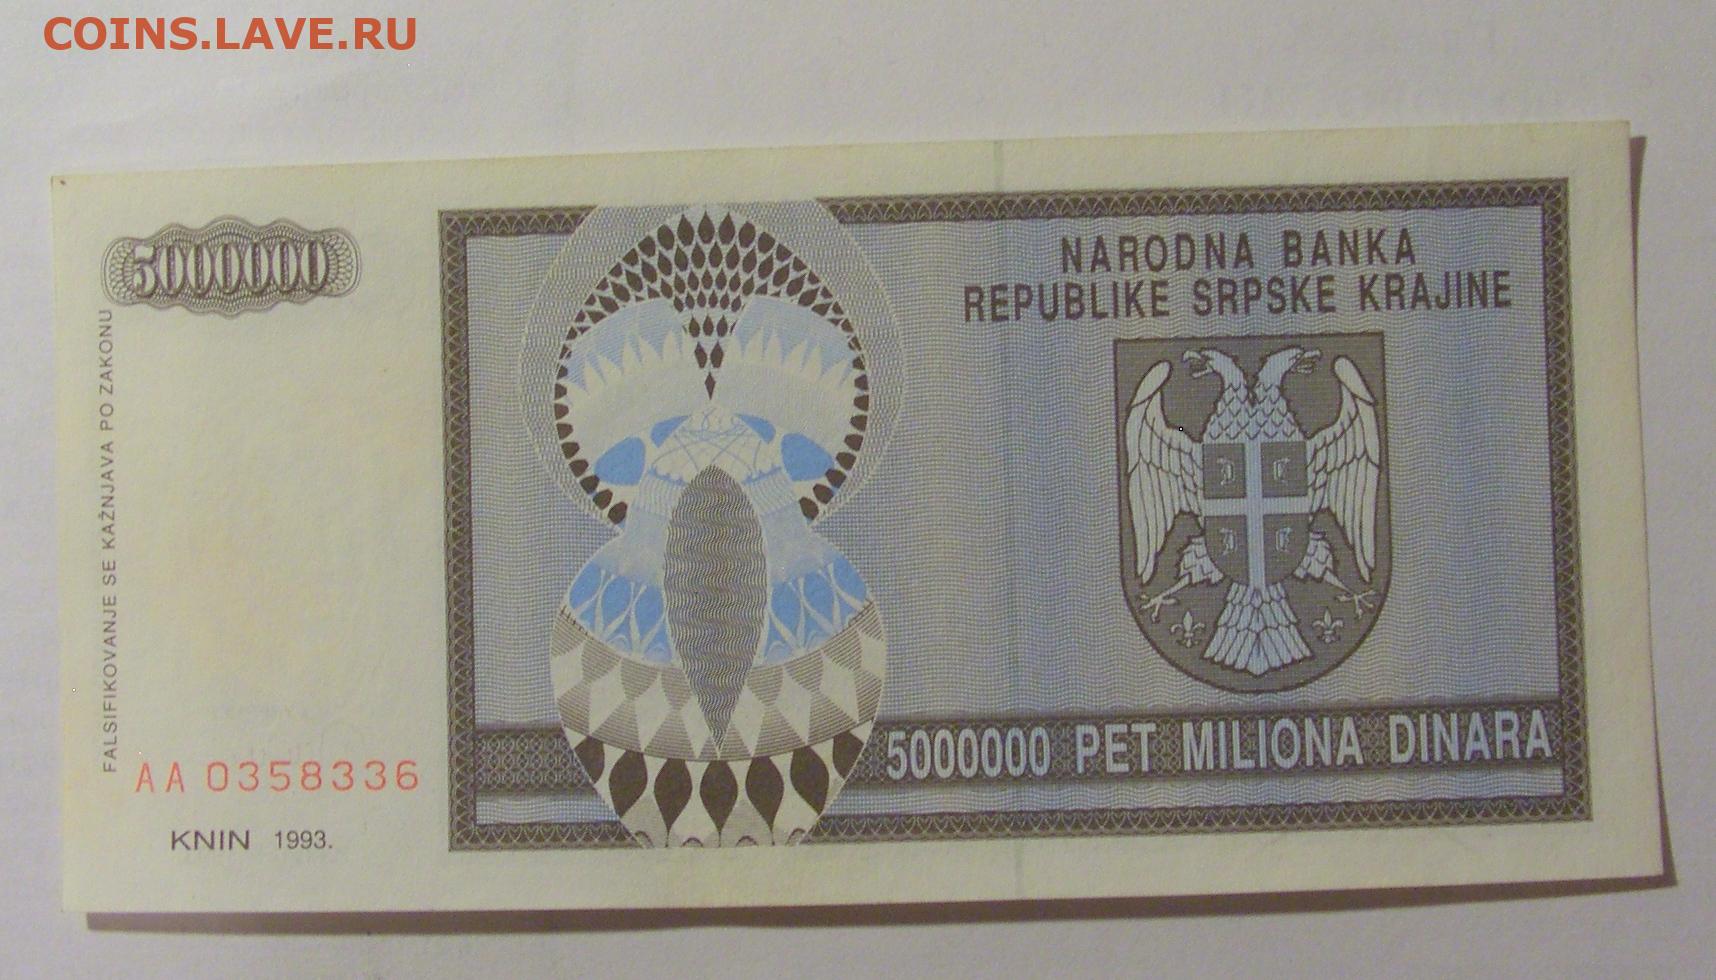 COINS.LAVE.RU
5000000
NARODNA BANKA
REPUBLIKE SRPSKE KRAJINE
FALSIFIKOVANJE SE KAŽNJAVA PO ZAKONU
5000000 PET MILIONA DINARA
AA 0358336
KNIN 1993.